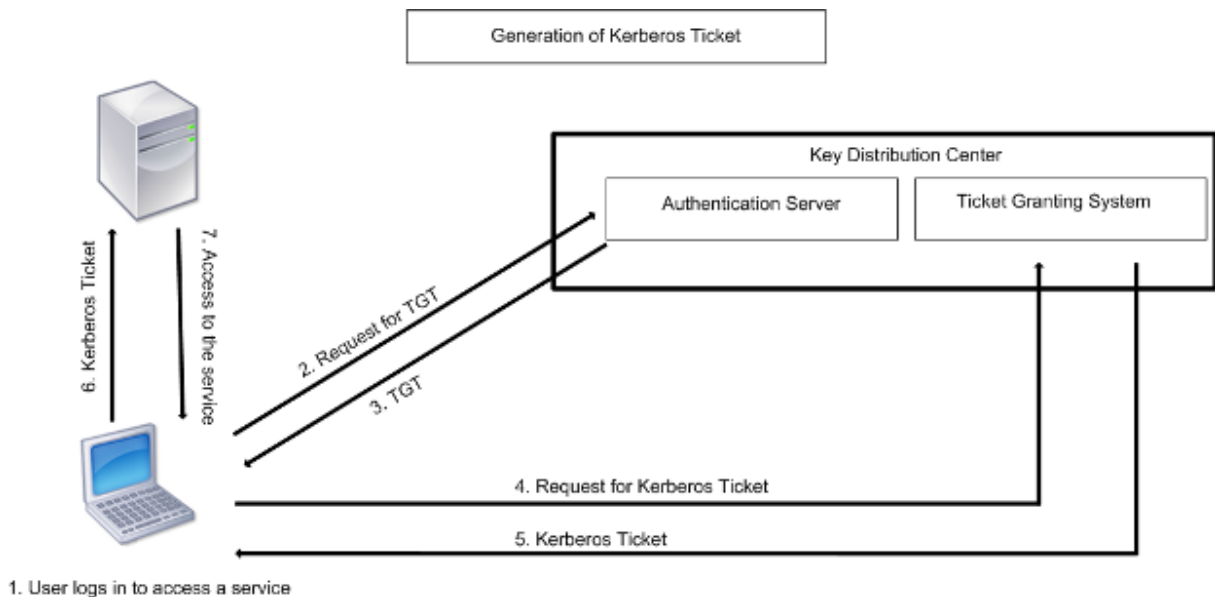 Generation of Kerberos Ticket
Key Distribution Center
Authentication Server
Ticket Granting System
6. Kerberos Ticket
7. Access to the service
2. Request for TGT
3. TGT
4. Request for Kerberos Ticket
5. Kerberos Ticket
1. User logs in to access a service